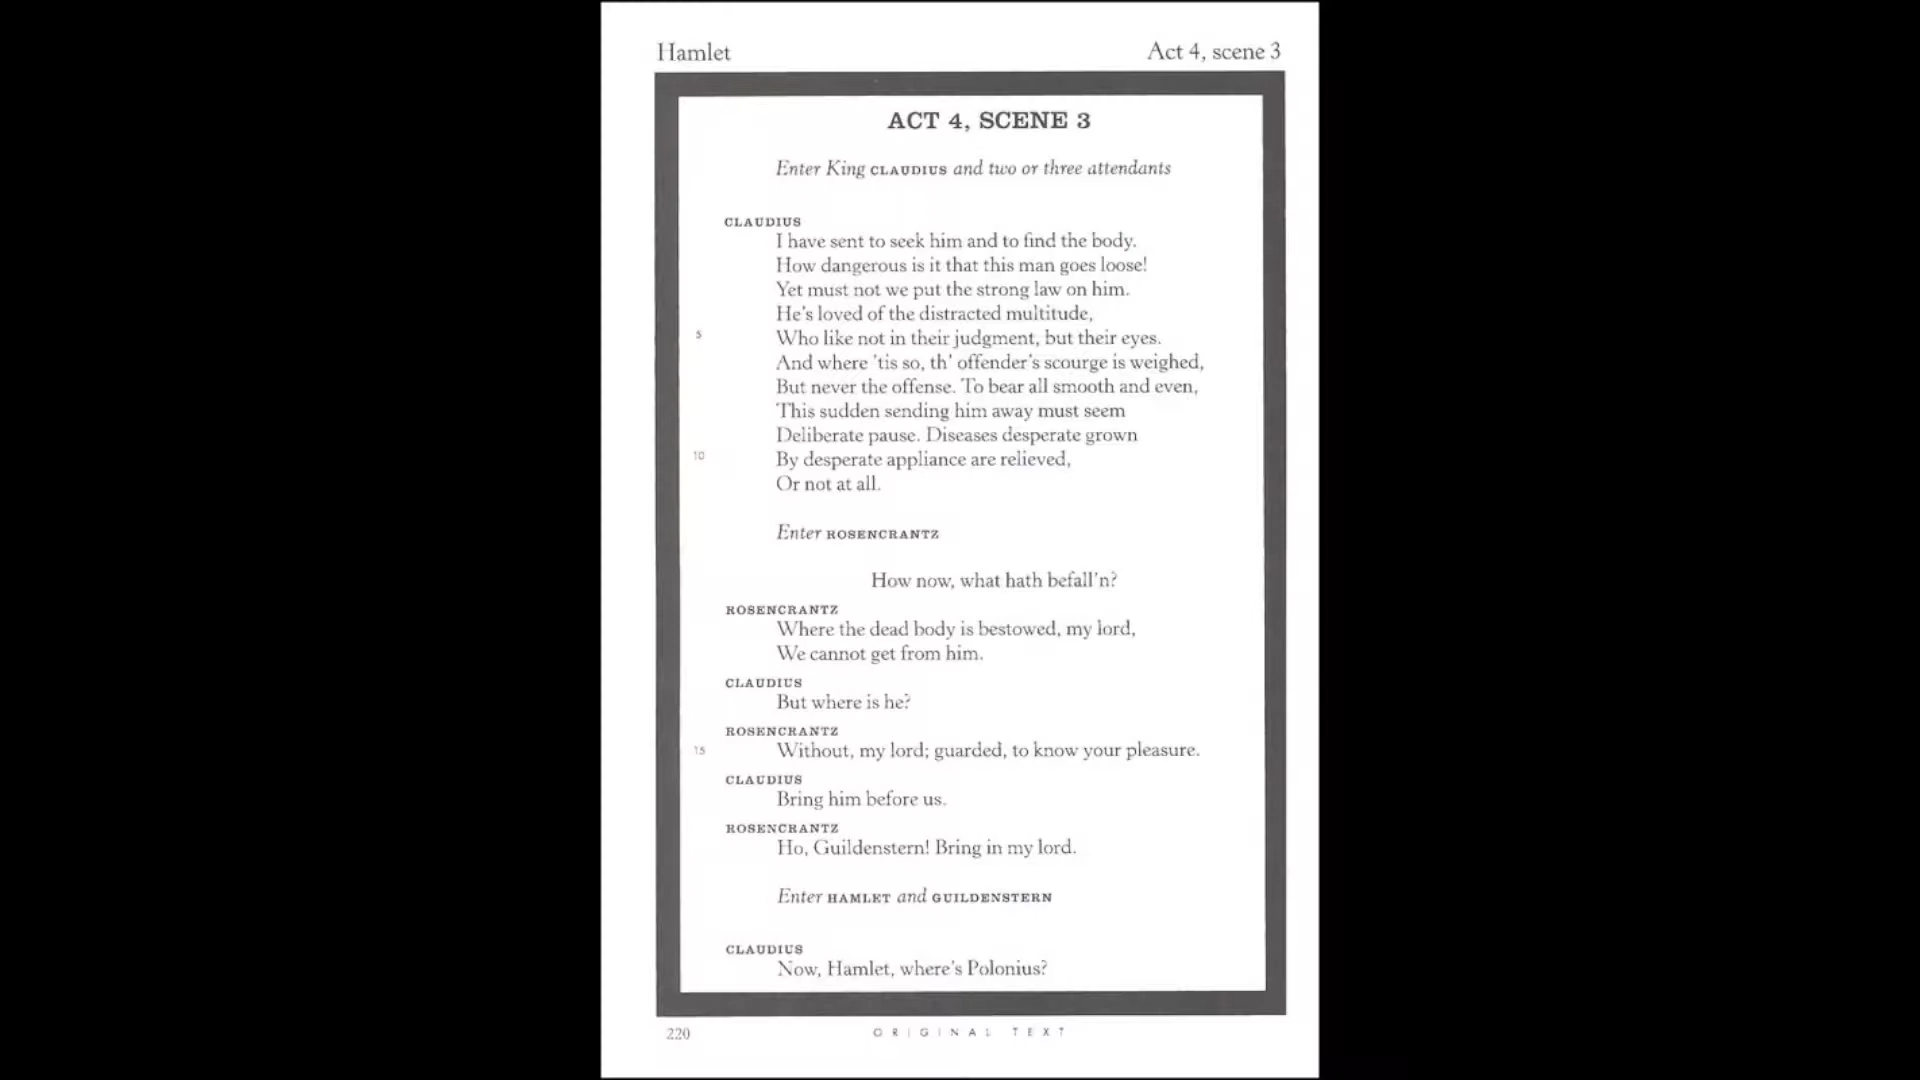 Hamlet
Act 4, scene 3
ACT 4, SCENE 3
Enter King CLAUDIUS and two or three attendants
CLAUDIUS
I have sent to seek him and to find the body.
How dangerous is it that this man goes loose!
Yet must not we put the strong law on him.
He's loved of the distracted multitude,
5 Who like not in their judgment, but their eyes.
And where 'tis so, th' offender's scourge is weighed,
But never the offense. To bear all smooth and even,
This sudden sending him away must seem
Deliberate pause. Diseases desperate grown
10 By desperate appliance are relieved,
Or not at all.
Enter ROSENCRANTZ
How now, what hath befall'n?
ROSENCRANTZ
Where the dead body is bestowed, my lord,
We cannot get from him.
CLAUDIUS
But where is he?
ROSENCRANTZ
15 Without, my lord; guarded, to know your pleasure.
CLAUDIUS
Bring him before us.
ROSENCRANTZ
Ho, Guildenstern! Bring in my lord.
Enter HAMLET and GUILDENSTERN
CLAUDIUS
Now, Hamlet, where's Polonius?
220
ORIGINAL TEXT